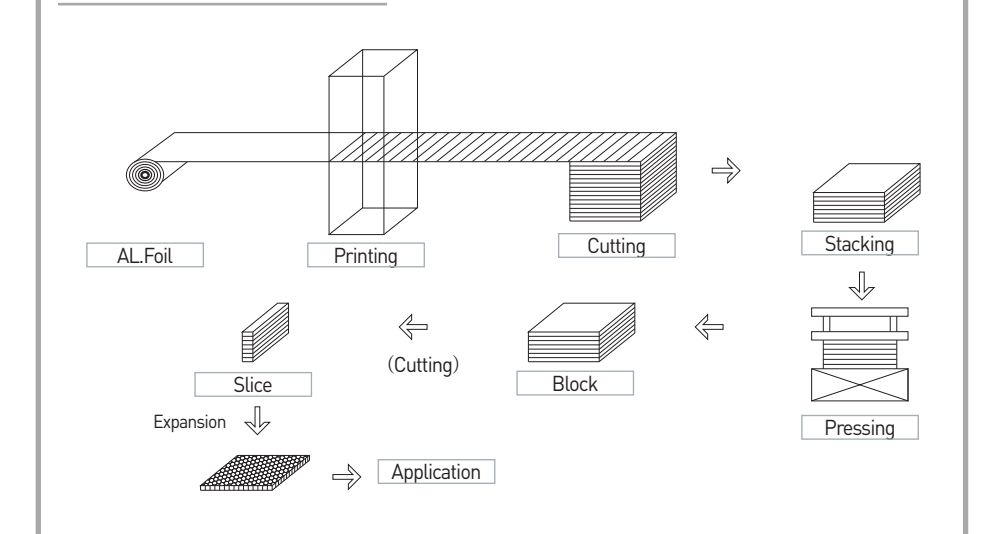 AL.Foil
Printing
Cutting
Stacking
Slice
(Cutting)
Block
Pressing
Expansion
Application